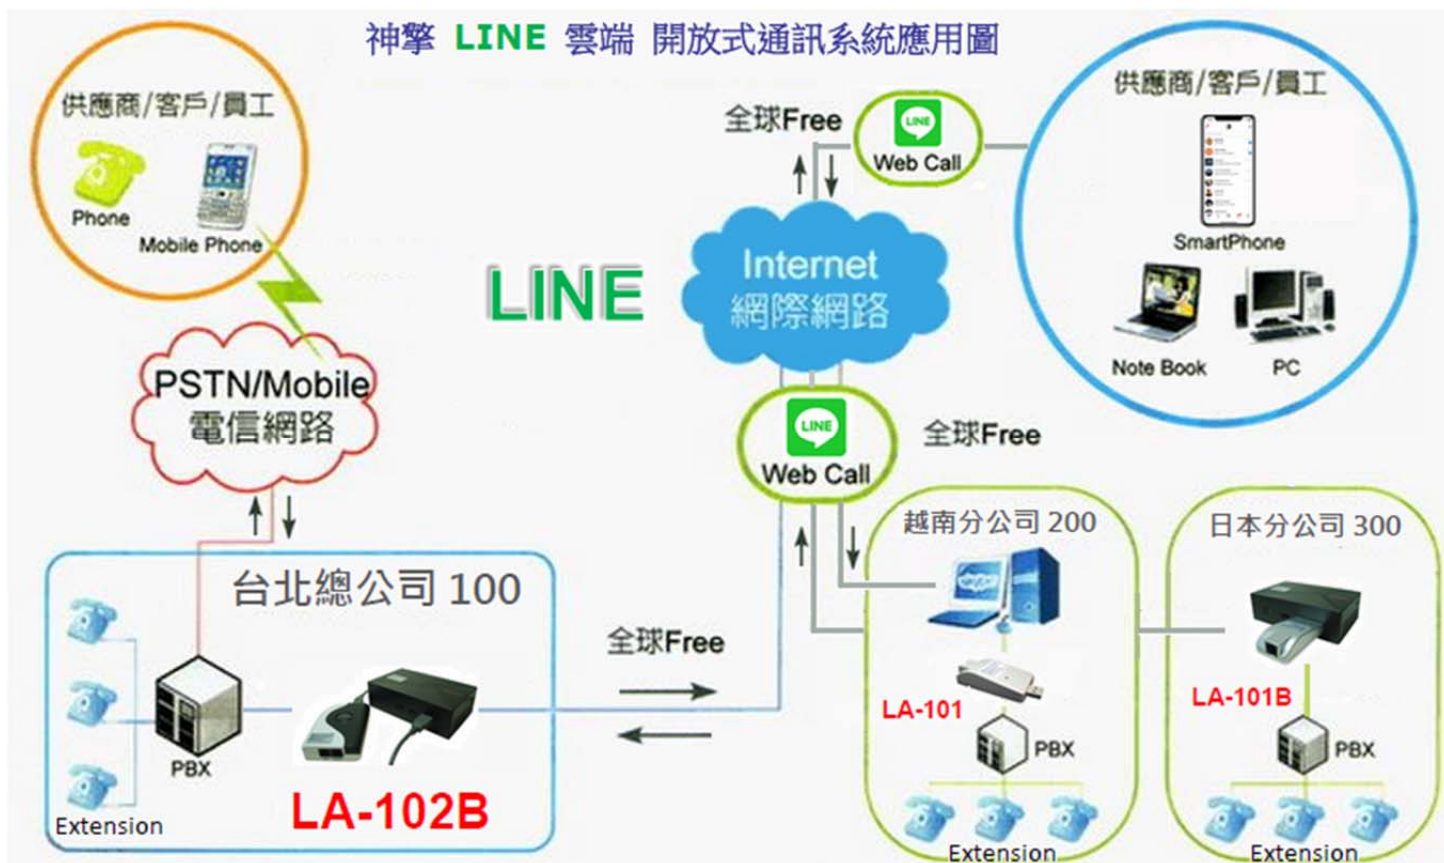 神擎 LINE 雲端 開放式通訊系統應用圖
供應商/客戶/員工
Phone
Mobile Phone
PSTN/Mobile
電信網路
LINE
全球Free
LINE
Web Call
Internet
網際網路
供應商/客戶/員工
SmartPhone
Note Book
PC
LINE
Web Call
全球Free
台北總公司 100
PBX
Extension
LA-102B
全球Free
越南分公司 200
LA-101
PBX
Extension
日本分公司 300
LA-101B
PBX
Extension